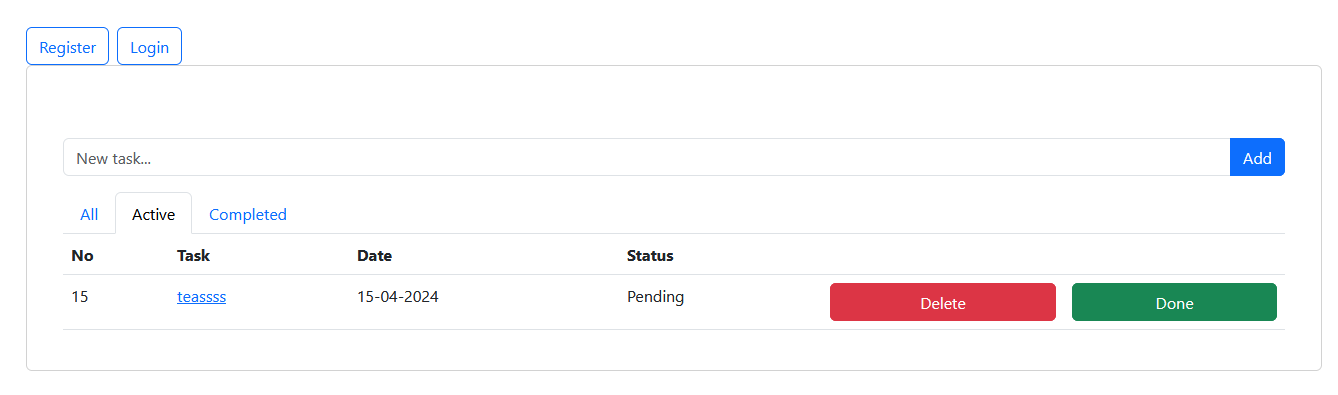 Register Login
New task... Add
All Active Completed
No Task Date Status
15 teassss 15-04-2024 Pending Delete Done